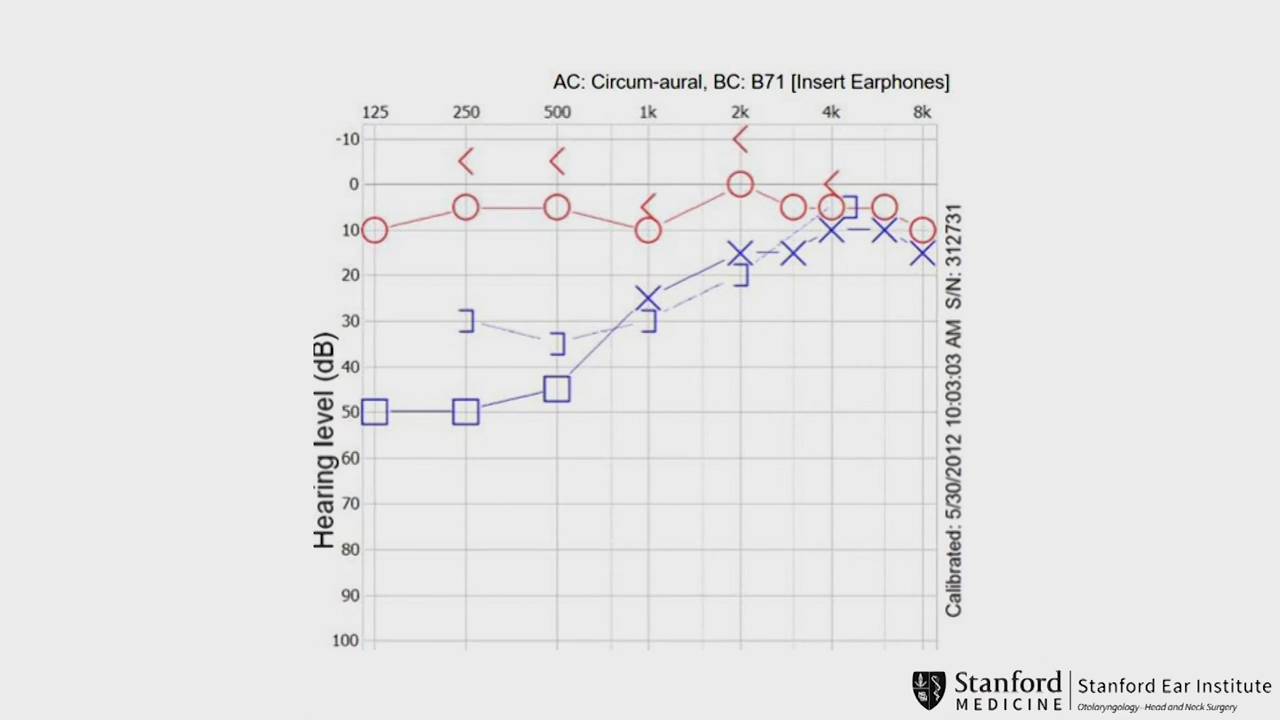 AC: Circum-aural, BC: B71 [Insert Earphones]
125 250 500 1k 2k 4k 8k
-10
0
10
20
30
40
50
60
70
80
90
100
Hearing level (dB)
Calibrated: 5/30/2012 10:03:03 AM S/N: 312731
Stanford
MEDICINE
Stanford Ear Institute
Otolaryngology–Head and Neck Surgery